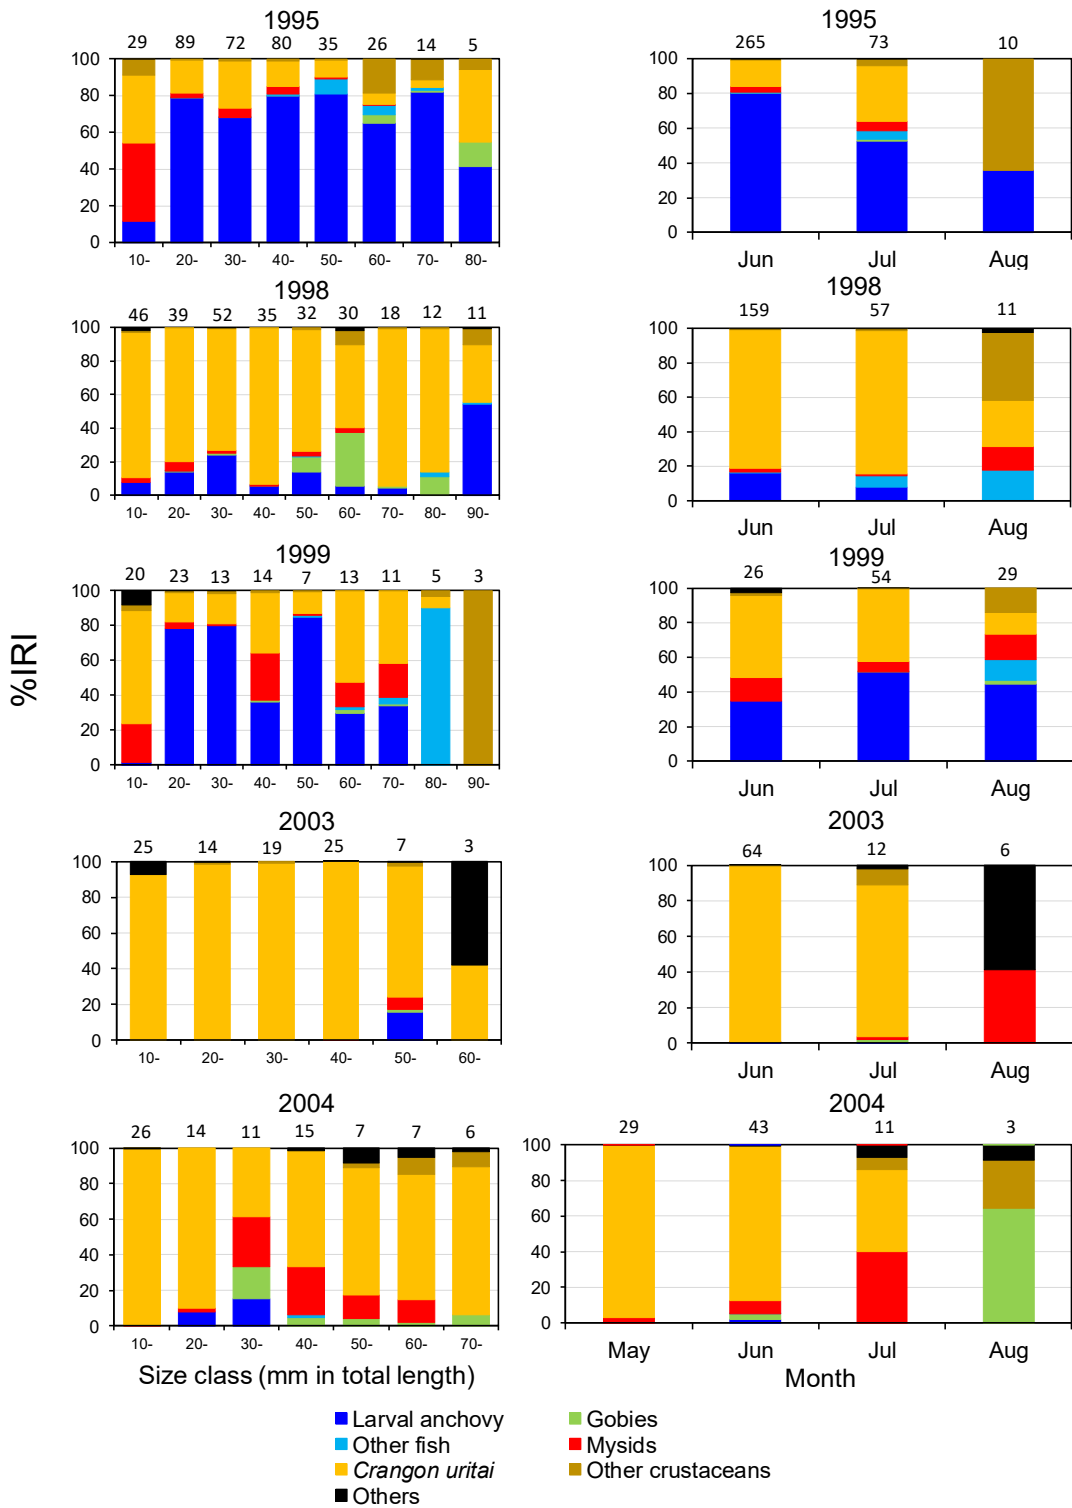 1995
29 89 72 80 35 26 14 5
100
80
60
40
20
0
10- 20- 30- 40- 50- 60- 70- 80-
1995
265 73 10
100
80
60
40
20
0
Jun Jul Aug
1998
46 39 52 35 32 30 18 12 11
100
80
60
40
20
0
10- 20- 30- 40- 50- 60- 70- 80- 90-
1998
159 57 11
100
80
60
40
20
0
Jun Jul Aug
%IRI
1999
20 23 13 14 7 13 11 5 3
100
80
60
40
20
0
10- 20- 30- 40- 50- 60- 70- 80- 90-
1999
26 54 29
100
80
60
40
20
0
Jun Jul Aug
2003
25 14 19 25 7 3
100
80
60
40
20
0
10- 20- 30- 40- 50- 60-
2003
64 12 6
100
80
60
40
20
0
Jun Jul Aug
2004
26 14 11 15 7 7 6
100
80
60
40
20
0
10- 20- 30- 40- 50- 60- 70-
Size class (mm in total length)
2004
29 43 11 3
100
80
60
40
20
0
May Jun Jul Aug
Month
Larval anchovy
Gobies
Other fish
Mysids
Crangon uritai
Other crustaceans
Others